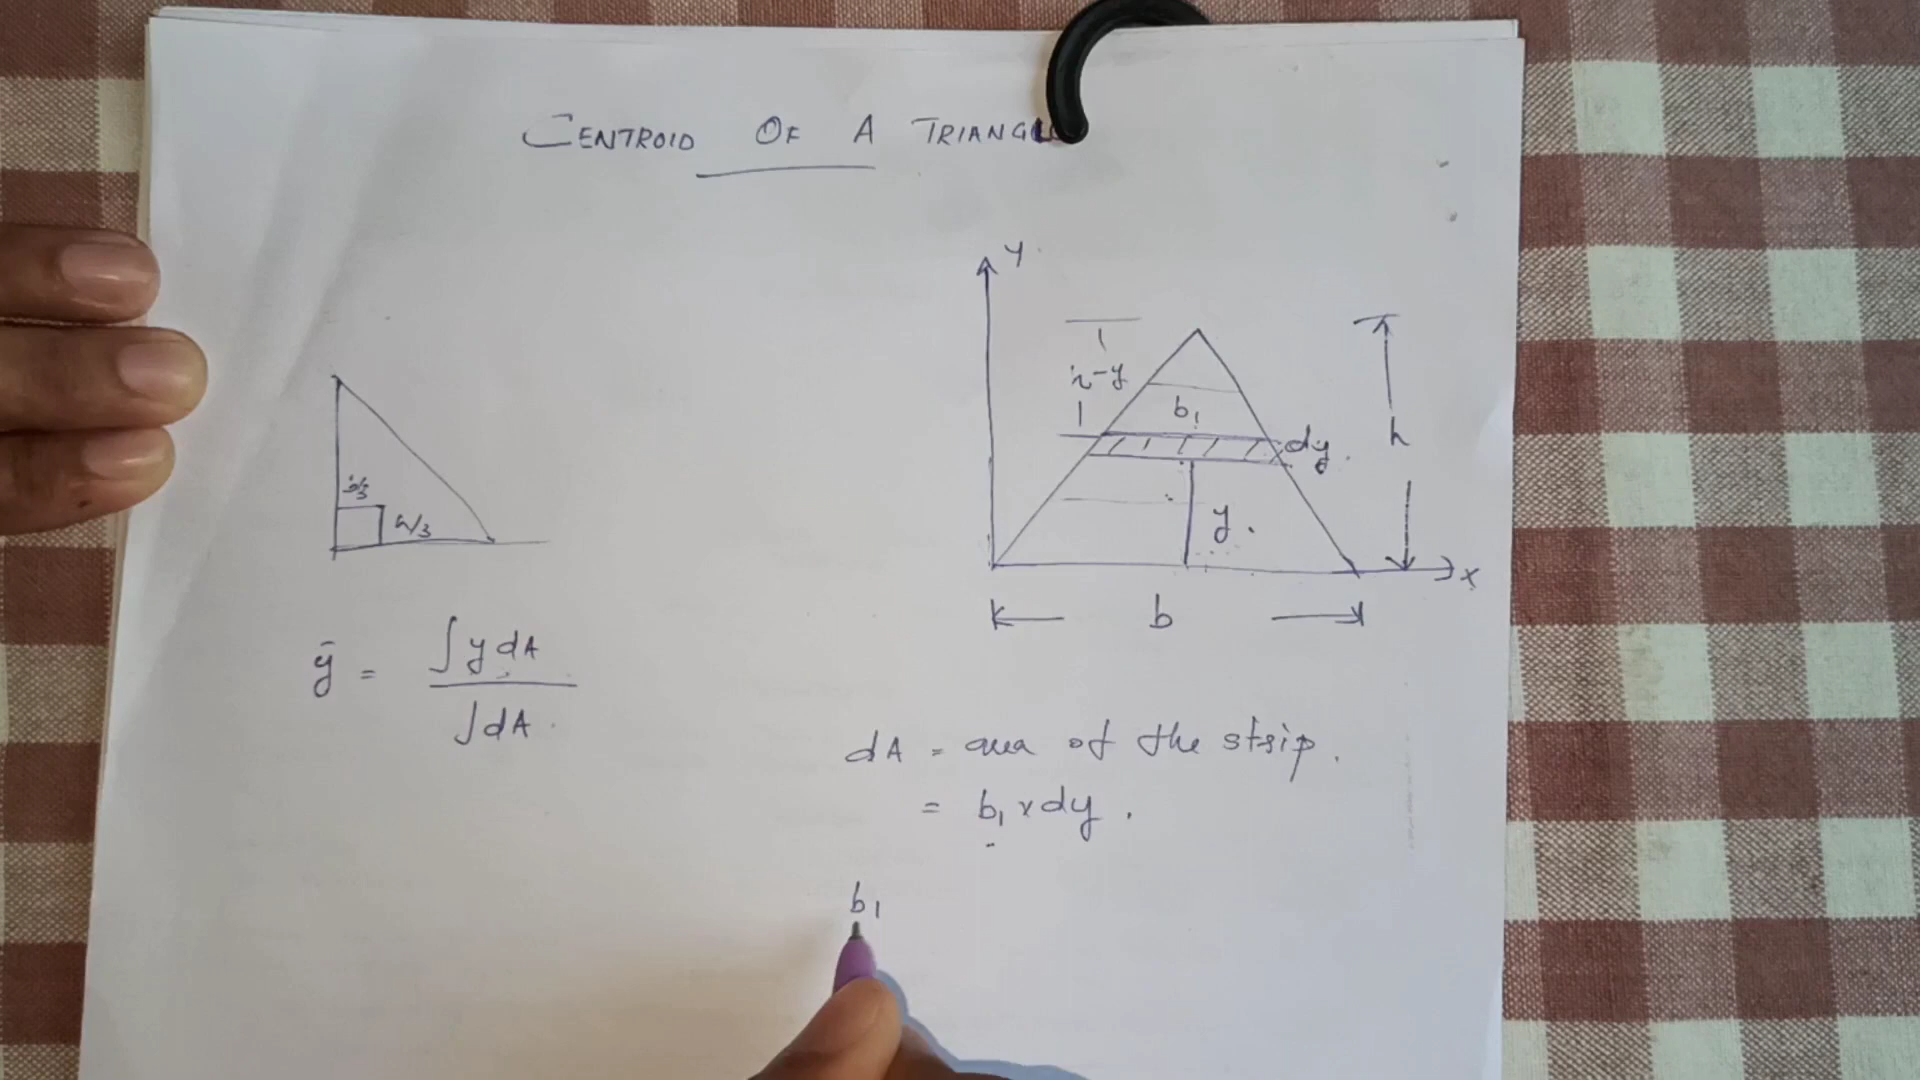 CENTROID OF A TRIANGLE
Y
h-y
b₁
dy.
h
y.
b/3
h/3
x
b
ȳ = ∫y dA / ∫dA.
dA = area of the strip.
= b₁ x dy.
b₁